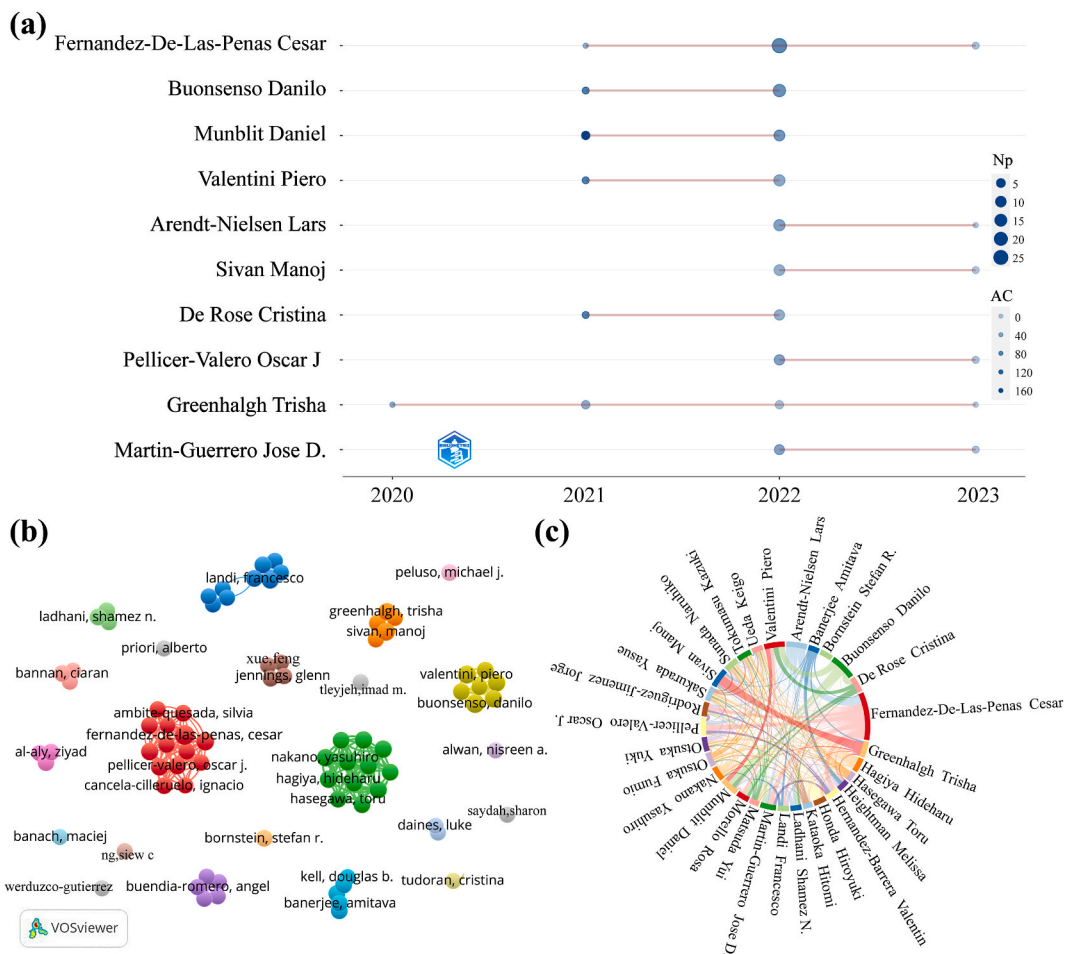 (a)
Fernandez-De-Las-Penas Cesar
Buonsenso Danilo
Munblit Daniel
Valentini Piero
Arendt-Nielsen Lars
Sivan Manoj
De Rose Cristina
Pellicer-Valero Oscar J
Greenhalgh Trisha
Martin-Guerrero Jose D.
Np
5
10
15
20
25
AC
0
40
80
120
160
2020
2021
2022
2023
(b)
landi, francesco
peluso, michael j.
ladhani, shamez n.
greenhalgh, trisha
sivan, manoj
priori, alberto
bannan, ciaran
xue,feng
jennings, glenn
tleyjeh,imad m.
valentini, piero
buonsenso, danilo
ambite-quesada, silvia
fernandez-de-las-penas, cesar
al-aly, ziyad
pellicer-valero, oscar j.
cancela-cilleruelo, ignacio
nakano, yasuhiro
hagiya, hideharu
hasegawa, toru
alwan, nisreen a.
saydah,sharon
banach, maciej
ng,siew c
bornstein, stefan r.
daines, luke
werduzco-gutierrez
buendia-romero, angel
kell, douglas b.
banerjee, amitava
tudoran, cristina
VOSviewer
(c)
Arendt-Nielsen Lars
Banerjee Amitava
Bornstein Stefan R.
Buonsenso Danilo
De Rose Cristina
Fernandez-De-Las-Penas Cesar
Greenhalgh Trisha
Hagiya Hideharu
Hasegawa Toru
Heightman Melissa
Hernandez-Barrera Valentin
Honda Hiroyuki
Kataoka Hitomi
Ladhani Shamez N.
Landi Francesco
Martin-Guerrero Jose D
Matsuda Yui
Morello Rosa
Munblit Daniel
Nakano Yasuhiro
Otsuka Fumio
Otsuka Yuki
Pellicer-Valero Oscar J.
Rodriguez-Jimenez Jorge
Sakurada Yasue
Sivan Manoj
Sunada Naruhiko
Tokumasu Kazuki
Ueda Keigo
Valentini Piero